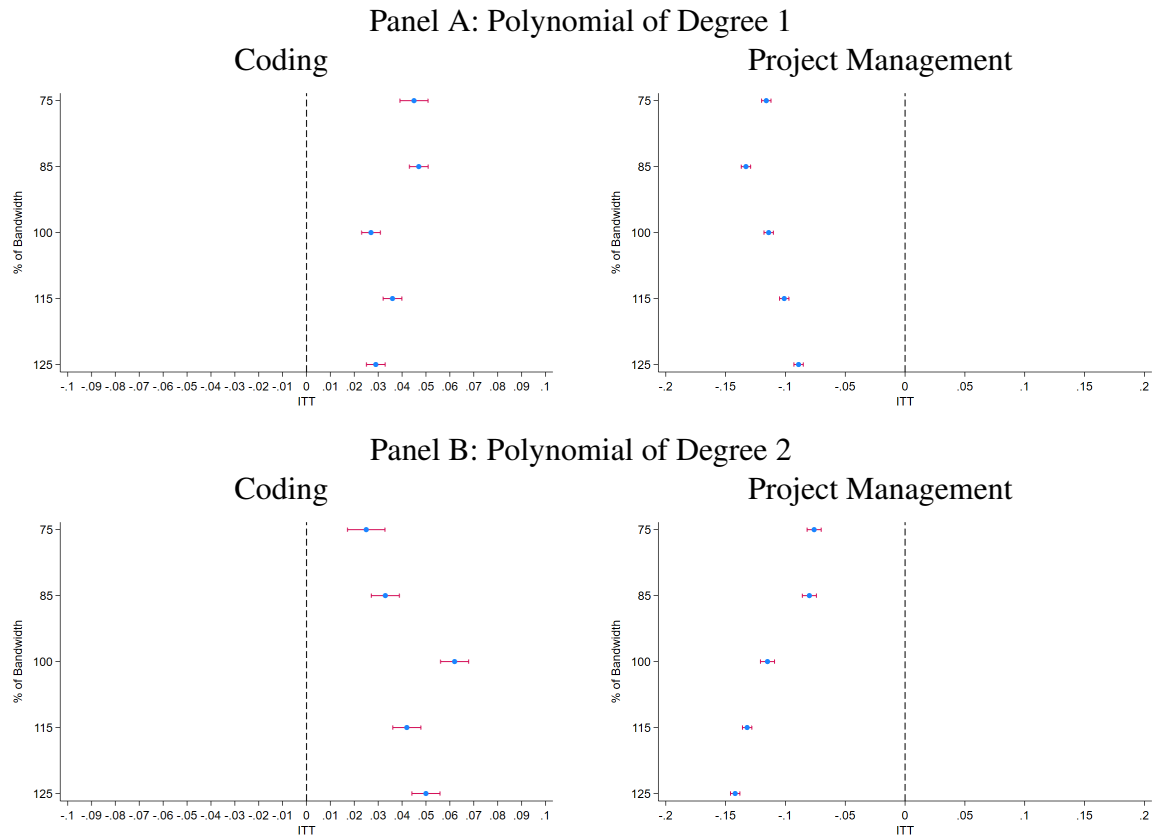 Panel A: Polynomial of Degree 1
Coding
Project Management
% of Bandwidth
75
85
100
115
125
-.1 -.09 -.08 -.07 -.06 -.05 -.04 -.03 -.02 -.01 0 .01 .02 .03 .04 .05 .06 .07 .08 .09 .1
ITT
% of Bandwidth
75
85
100
115
125
-.2 -.15 -.1 -.05 0 .05 .1 .15 .2
ITT
Panel B: Polynomial of Degree 2
Coding
Project Management
% of Bandwidth
75
85
100
115
125
-.1 -.09 -.08 -.07 -.06 -.05 -.04 -.03 -.02 -.01 0 .01 .02 .03 .04 .05 .06 .07 .08 .09 .1
ITT
% of Bandwidth
75
85
100
115
125
-.2 -.15 -.1 -.05 0 .05 .1 .15 .2
ITT